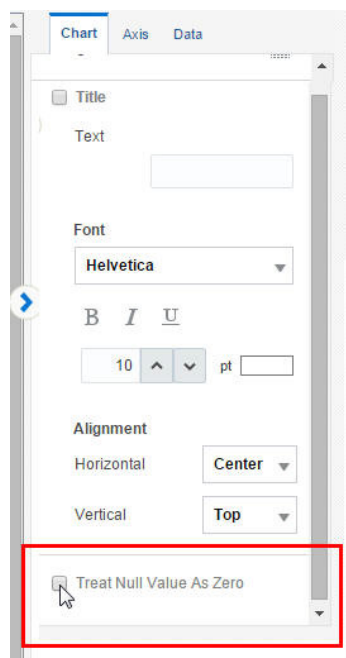 Chart Axis Data
Title
Text
Font
Helvetica
B I U
10 pt
Alignment
Horizontal Center
Vertical Top
Treat Null Value As Zero